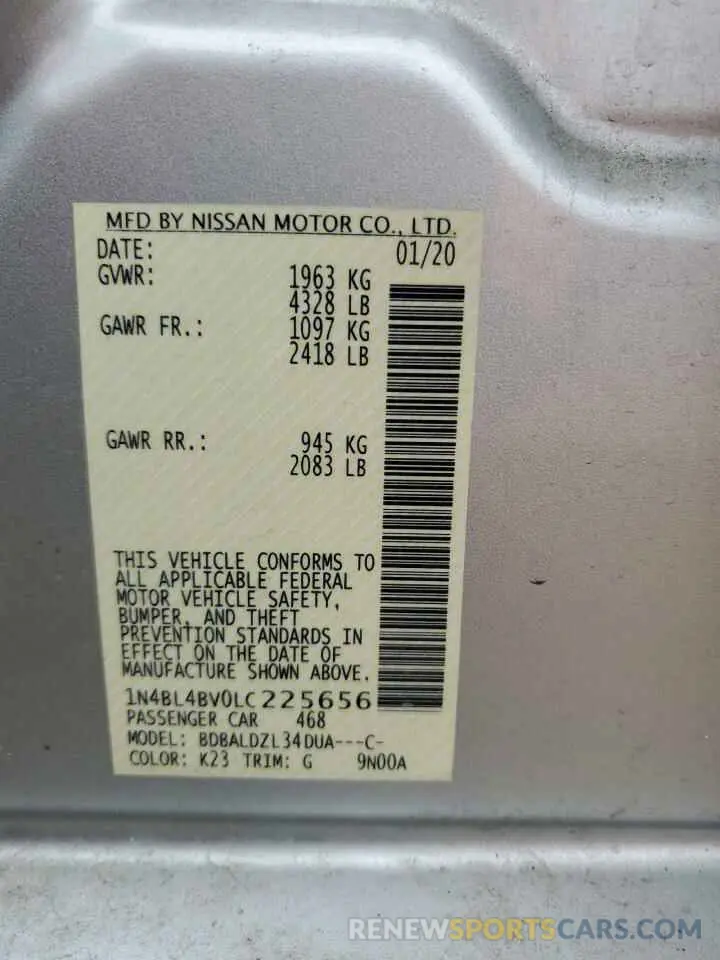 MFD BY NISSAN MOTOR CO., LTD.
DATE: 01/20
GVWR: 1963 KG
4328 LB
GAWR FR.: 1097 KG
2418 LB
GAWR RR.: 945 KG
2083 LB
THIS VEHICLE CONFORMS TO
ALL APPLICABLE FEDERAL
MOTOR VEHICLE SAFETY,
BUMPER, AND THEFT
PREVENTION STANDARDS IN
EFFECT ON THE DATE OF
MANUFACTURE SHOWN ABOVE.
1N4BL4BV0LC225656
PASSENGER CAR 468
MODEL: BDBALDZL34DUA---C-
COLOR: K23 TRIM: G 9N00A
RENEWSPORTSCARS.COM